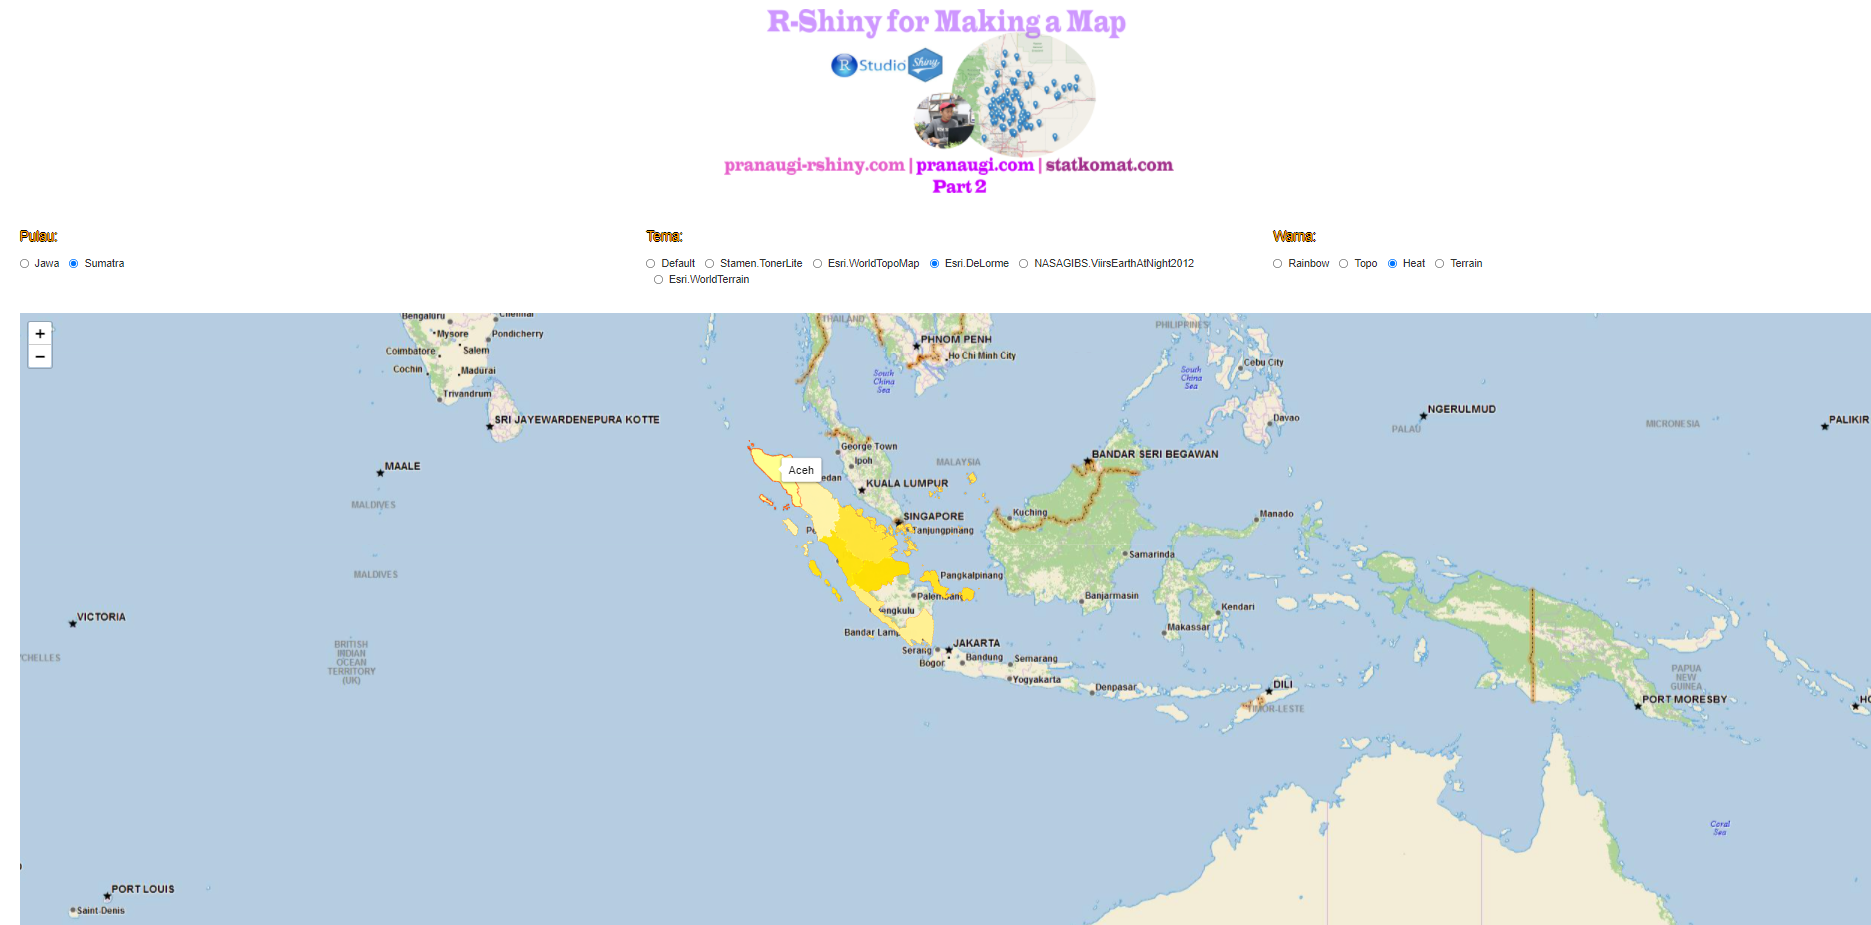 R-Shiny for Making a Map
R Studio Shiny
pranaugi-rshiny.com | pranaugi.com | statkomat.com
Part 2
Pulau:
Jawa Sumatra
Tema:
Default Stamen.TonerLite Esri.WorldTopoMap Esri.DeLorme NASAGIBS.ViirsEarthAtNight2012
Esri.WorldTerrain
Warna:
Rainbow Topo Heat Terrain
+
−
Bengaluru
Chennai
Mysore
Pondicherry
Coimbatore
Salem
Cochin
Madurai
Trivandrum
SRI JAYEWARDENEPURA KOTTE
MAALE
MALDIVES
MALDIVES
VICTORIA
YCHELLES
BRITISH
INDIAN
OCEAN
TERRITORY
(UK)
PORT LOUIS
Saint-Denis
THAILAND
PHNOM PENH
Ho Chi Minh City
South
China
Sea
PHILIPPINES
Cebu City
South
China
Sea
Davao
NGERULMUD
PALAU
MICRONESIA
PALIKIR
George Town
Ipoh
Aceh
edan
KUALA LUMPUR
MALAYSIA
BANDAR SERI BEGAWAN
SINGAPORE
Tanjungpinang
Pe
Kuching
Manado
Samarinda
Pangkalpinang
Palembang
engkulu
Banjarmasin
Kendari
Makassar
Bandar Lamp
Serang
JAKARTA
Bogor
Bandung
Semarang
Yogyakarta
Denpasar
DILI
TIMOR-LESTE
PAPUA
NEW
GUINEA
PORT MORESBY
HO
Coral
Sea